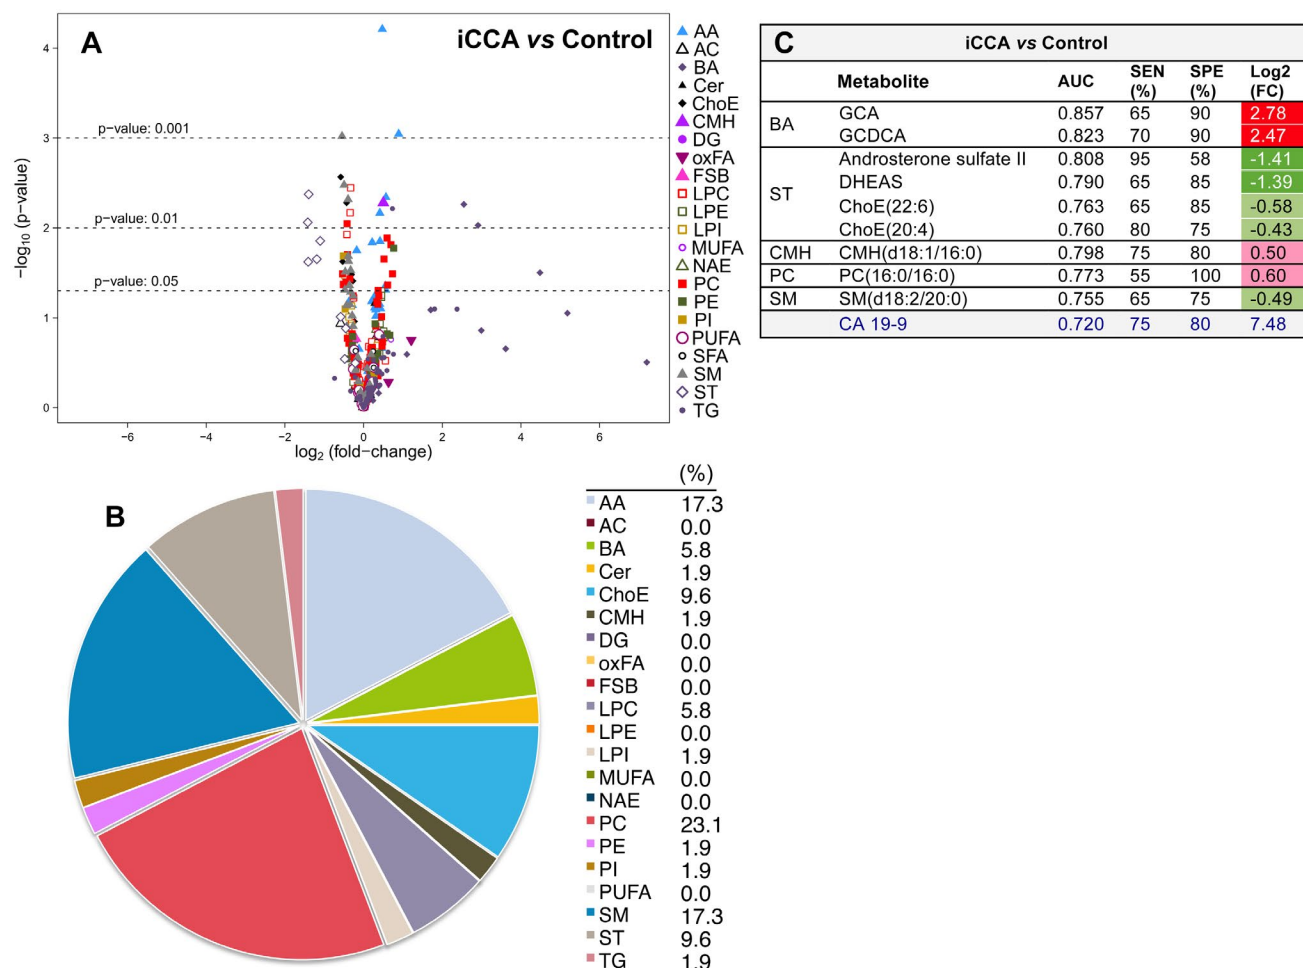 A
iCCA vs Control
4
3
2
1
0
p−value: 0.001
p−value: 0.01
p−value: 0.05
−log10 (p−value)
−6
−4
−2
0
2
4
6
log2 (fold−change)
AA
AC
BA
Cer
ChoE
CMH
DG
oxFA
FSB
LPC
LPE
LPI
MUFA
NAE
PC
PE
PI
PUFA
SFA
SM
ST
TG
C iCCA vs Control
Metabolite AUC SEN (%) SPE (%) Log2 (FC)
BA
GCA 0.857 65 90 2.78
GCDCA 0.823 70 90 2.47
ST
Androsterone sulfate II 0.808 95 58 -1.41
DHEAS 0.790 65 85 -1.39
ChoE(22:6) 0.763 65 85 -0.58
ChoE(20:4) 0.760 80 75 -0.43
CMH CMH(d18:1/16:0) 0.798 75 80 0.50
PC PC(16:0/16:0) 0.773 55 100 0.60
SM SM(d18:2/20:0) 0.755 65 75 -0.49
CA 19-9 0.720 75 80 7.48
B
(%)
AA 17.3
AC 0.0
BA 5.8
Cer 1.9
ChoE 9.6
CMH 1.9
DG 0.0
oxFA 0.0
FSB 0.0
LPC 5.8
LPE 0.0
LPI 1.9
MUFA 0.0
NAE 0.0
PC 23.1
PE 1.9
PI 1.9
PUFA 0.0
SM 17.3
ST 9.6
TG 1.9